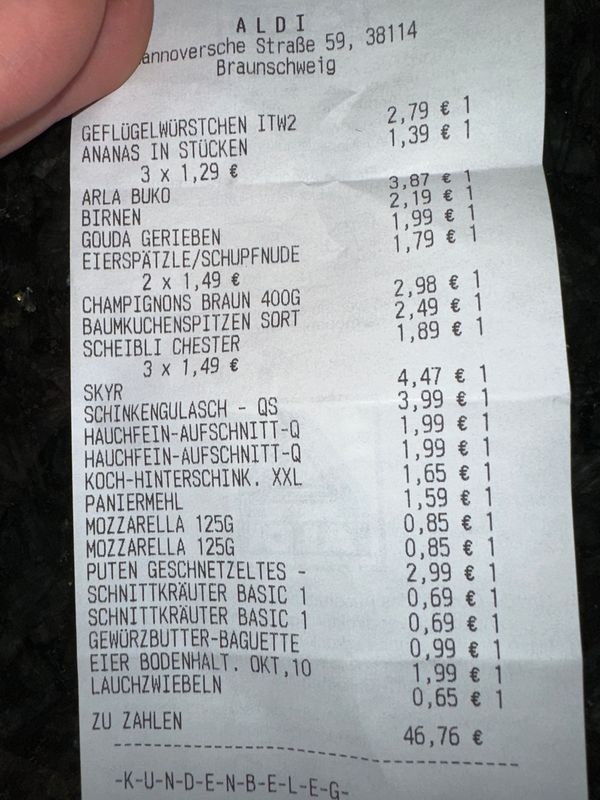 ALDI
annoversche Straße 59, 38114
Braunschweig
GEFLÜGELWÜRSTCHEN ITW2 2,79 € 1
ANANAS IN STÜCKEN 1,39 € 1
3 x 1,29 €
ARLA BUKO 3,87 € 1
BIRNEN 2,19 € 1
GOUDA GERIEBEN 1,99 € 1
EIERSPÄTZLE/SCHUPFNUDE 1,79 € 1
2 x 1,49 €
CHAMPIGNONS BRAUN 400G 2,98 € 1
BAUMKUCHENSPITZEN SORT 2,49 € 1
SCHEIBLI CHESTER 1,89 € 1
3 x 1,49 €
SKYR 4,47 € 1
SCHINKENGULASCH - QS 3,99 € 1
HAUCHFEIN-AUFSCHNITT-Q 1,99 € 1
HAUCHFEIN-AUFSCHNITT-Q 1,99 € 1
KOCH-HINTERSCHINK. XXL 1,65 € 1
PANIERMEHL 1,59 € 1
MOZZARELLA 125G 0,85 € 1
MOZZARELLA 125G 0,85 € 1
PUTEN GESCHNETZELTES - 2,99 € 1
SCHNITTKRÄUTER BASIC 1 0,69 € 1
SCHNITTKRÄUTER BASIC 1 0,69 € 1
GEWÜRZBUTTER-BAGUETTE 0,99 € 1
EIER BODENHALT. OKT,10 1,99 € 1
LAUCHZWIEBELN 0,65 € 1
ZU ZAHLEN 46,76 €
-K-U-N-D-E-N-B-E-L-E-G-